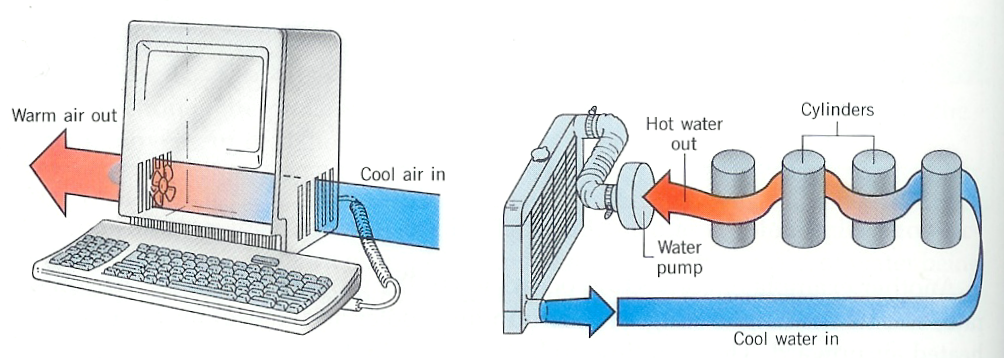 Warm air out
Cool air in
Hot water
out
Cylinders
Water
pump
Cool water in